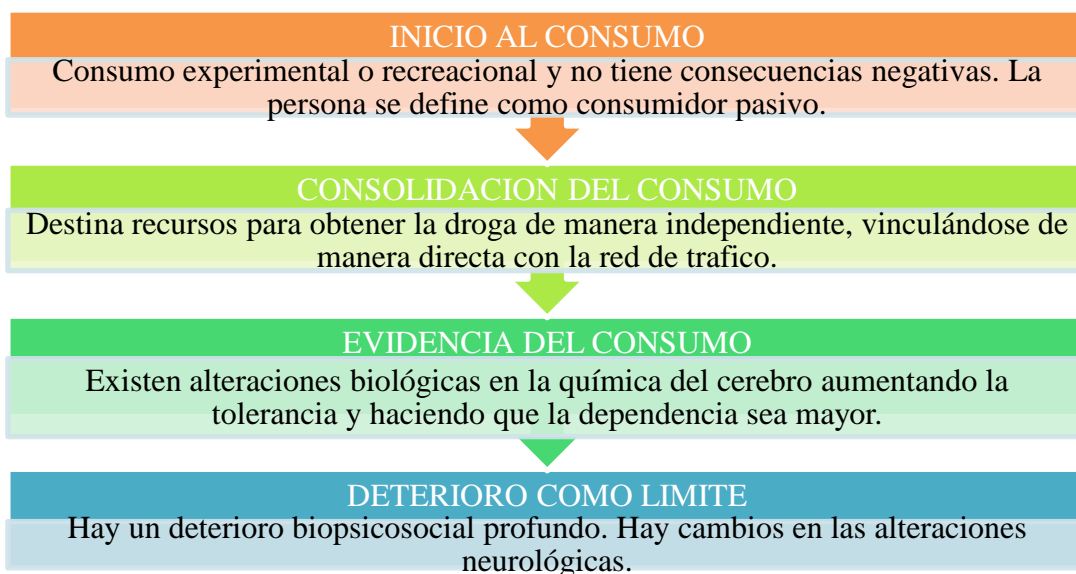 INICIO AL CONSUMO
Consumo experimental o recreacional y no tiene consecuencias negativas. La
persona se define como consumidor pasivo.
CONSOLIDACION DEL CONSUMO
Destina recursos para obtener la droga de manera independiente, vinculándose de
manera directa con la red de trafico.
EVIDENCIA DEL CONSUMO
Existen alteraciones biológicas en la química del cerebro aumentando la
tolerancia y haciendo que la dependencia sea mayor.
DETERIORO COMO LIMITE
Hay un deterioro biopsicosocial profundo. Hay cambios en las alteraciones
neurológicas.